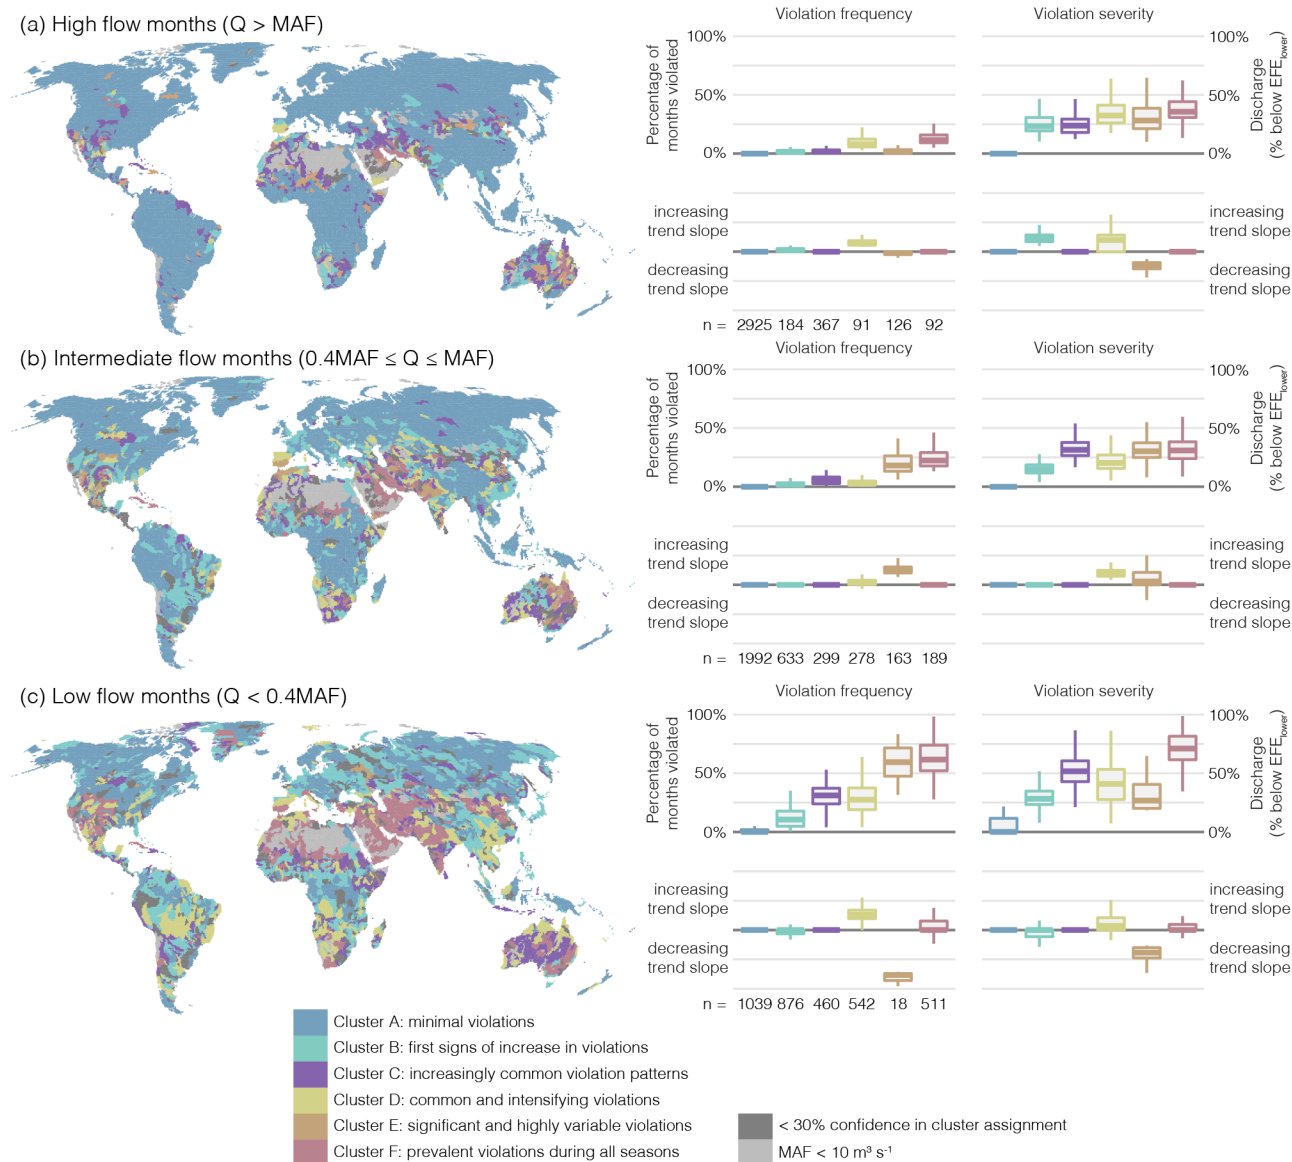 (a) High flow months (Q > MAF)
Violation frequency
Violation severity
Percentage of
months violated
100%
50%
0%
100%
50%
0%
Discharge
(% below EFElower)
increasing
trend slope
decreasing
trend slope
increasing
trend slope
decreasing
trend slope
n = 2925 184 367 91 126 92
(b) Intermediate flow months (0.4MAF ≤ Q ≤ MAF)
Violation frequency
Violation severity
Percentage of
months violated
100%
50%
0%
100%
50%
0%
Discharge
(% below EFElower)
increasing
trend slope
decreasing
trend slope
increasing
trend slope
decreasing
trend slope
n = 1992 633 299 278 163 189
(c) Low flow months (Q < 0.4MAF)
Violation frequency
Violation severity
Percentage of
months violated
100%
50%
0%
100%
50%
0%
Discharge
(% below EFElower)
increasing
trend slope
decreasing
trend slope
increasing
trend slope
decreasing
trend slope
n = 1039 876 460 542 18 511
Cluster A: minimal violations
Cluster B: first signs of increase in violations
Cluster C: increasingly common violation patterns
Cluster D: common and intensifying violations
Cluster E: significant and highly variable violations
Cluster F: prevalent violations during all seasons
< 30% confidence in cluster assignment
MAF < 10 m³ s⁻¹